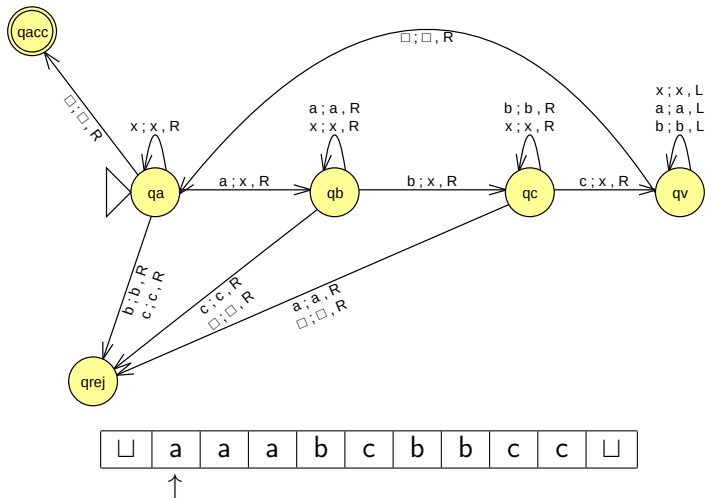 qacc
□ ; □ , R
□ ; □ , R
x ; x , R
a ; a , R
x ; x , R
b ; b , R
x ; x , R
x ; x , L
a ; a , L
b ; b , L
qa
a ; x , R
qb
b ; x , R
qc
c ; x , R
qv
b ; b , R
c ; c , R
c ; c , R
□ ; □ , R
a ; a , R
□ ; □ , R
qrej
⊔ a a a b c b b c c ⊔